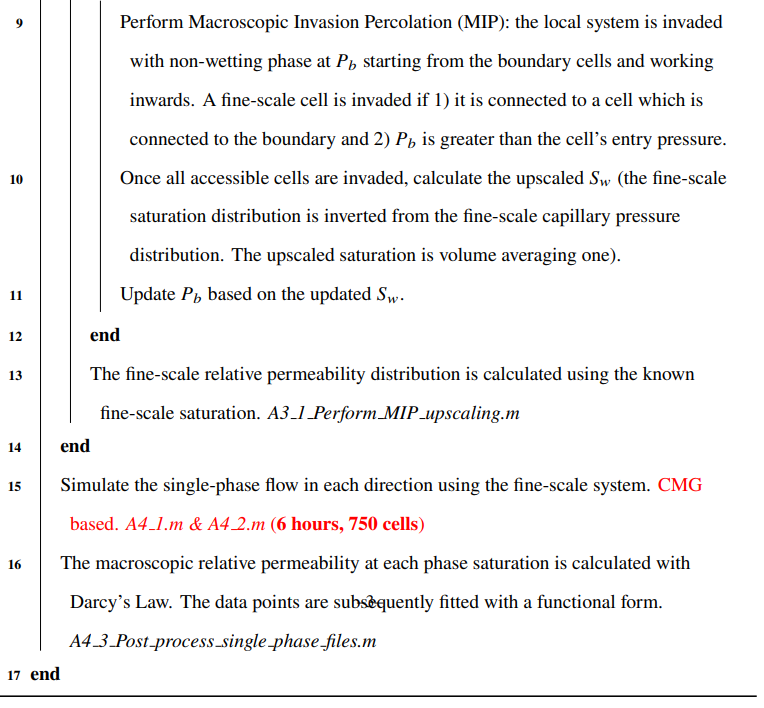 9 Perform Macroscopic Invasion Percolation (MIP): the local system is invaded
with non-wetting phase at P_b starting from the boundary cells and working
inwards. A fine-scale cell is invaded if 1) it is connected to a cell which is
connected to the boundary and 2) P_b is greater than the cell's entry pressure.
10 Once all accessible cells are invaded, calculate the upscaled S_w (the fine-scale
saturation distribution is inverted from the fine-scale capillary pressure
distribution. The upscaled saturation is volume averaging one).
11 Update P_b based on the updated S_w.
12 end
13 The fine-scale relative permeability distribution is calculated using the known
fine-scale saturation. A3_1_Perform_MIP_upscaling.m
14 end
15 Simulate the single-phase flow in each direction using the fine-scale system. CMG
based. A4_1.m & A4_2.m (6 hours, 750 cells)
16 The macroscopic relative permeability at each phase saturation is calculated with
Darcy's Law. The data points are subsequently fitted with a functional form.
A4_3_Post_process_single_phase_files.m
17 end